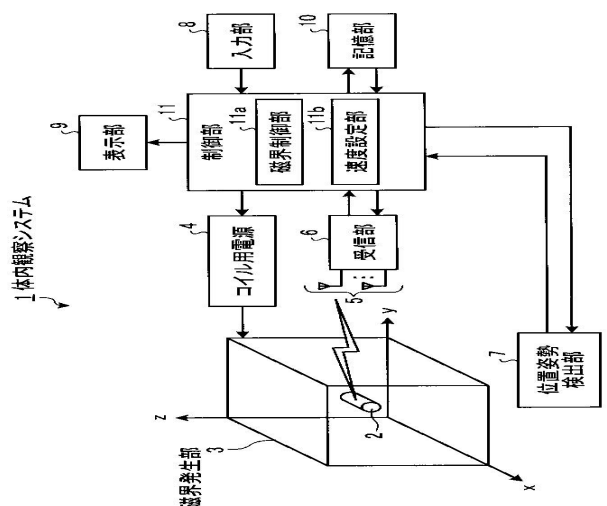 1 体内観察システム
9
表示部
8
入力部
10
記憶部
11
制御部
11a
磁界制御部
11b
速度設定部
4
コイル用電源
6
受信部
5
7
位置姿勢
検出部
磁界発生部
3
2
z
y
x